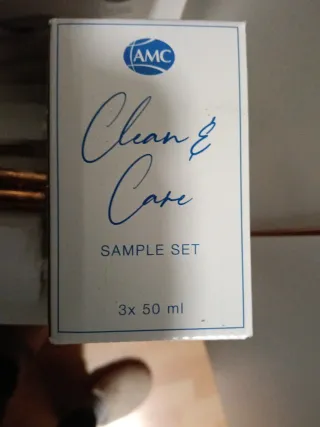 AMC
Clean &
Care
SAMPLE SET
3x 50 ml